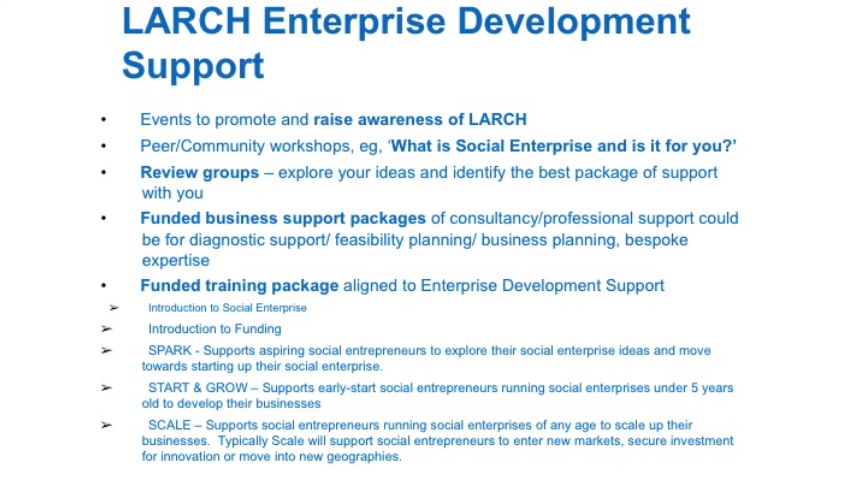 LARCH Enterprise Development
Support
• Events to promote and raise awareness of LARCH
• Peer/Community workshops, eg, ‘What is Social Enterprise and is it for you?’
• Review groups – explore your ideas and identify the best package of support
with you
• Funded business support packages of consultancy/professional support could
be for diagnostic support/ feasibility planning/ business planning, bespoke
expertise
• Funded training package aligned to Enterprise Development Support
➢ Introduction to Social Enterprise
➢ Introduction to Funding
➢ SPARK - Supports aspiring social entrepreneurs to explore their social enterprise ideas and move
towards starting up their social enterprise.
➢ START & GROW – Supports early-start social entrepreneurs running social enterprises under 5 years
old to develop their businesses
➢ SCALE – Supports social entrepreneurs running social enterprises of any age to scale up their
businesses.  Typically Scale will support social entrepreneurs to enter new markets, secure investment
for innovation or move into new geographies.